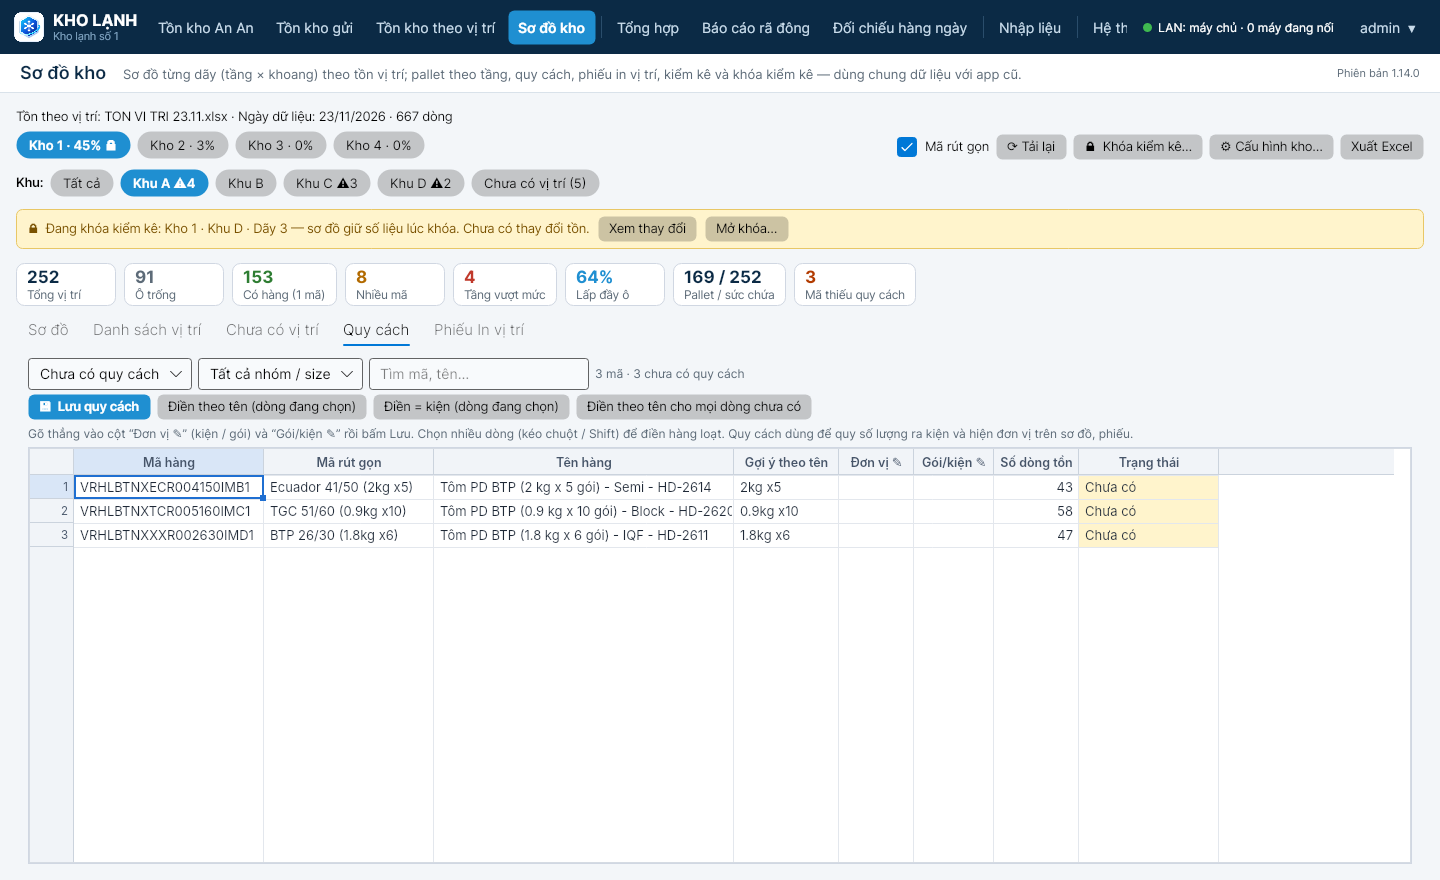 KHO LẠNH
Kho lạnh số 1
Tồn kho An An
Tồn kho gửi
Tồn kho theo vị trí
Sơ đồ kho
Tổng hợp
Báo cáo rã đông
Đối chiếu hàng ngày
Nhập liệu
Hệ th
LAN: máy chủ · 0 máy đang nối
admin ▾
Sơ đồ kho
Sơ đồ từng dãy (tầng × khoang) theo tồn vị trí; pallet theo tầng, quy cách, phiếu in vị trí, kiểm kê và khóa kiểm kê — dùng chung dữ liệu với app cũ.
Phiên bản 1.14.0
Tồn theo vị trí: TON VI TRI 23.11.xlsx · Ngày dữ liệu: 23/11/2026 · 667 dòng
Kho 1 · 45% 🔒
Kho 2 · 3%
Kho 3 · 0%
Kho 4 · 0%
Mã rút gọn
⟳ Tải lại
🔒 Khóa kiểm kê...
⚙ Cấu hình kho...
Xuất Excel
Khu:
Tất cả
Khu A ⚠4
Khu B
Khu C ⚠3
Khu D ⚠2
Chưa có vị trí (5)
🔒 Đang khóa kiểm kê: Kho 1 · Khu D · Dãy 3 — sơ đồ giữ số liệu lúc khóa. Chưa có thay đổi tồn.
Xem thay đổi
Mở khóa...
252
Tổng vị trí
91
Ô trống
153
Có hàng (1 mã)
8
Nhiều mã
4
Tầng vượt mức
64%
Lấp đầy ô
169 / 252
Pallet / sức chứa
3
Mã thiếu quy cách
Sơ đồ
Danh sách vị trí
Chưa có vị trí
Quy cách
Phiếu In vị trí
Chưa có quy cách
Tất cả nhóm / size
Tìm mã, tên...
3 mã · 3 chưa có quy cách
Lưu quy cách
Điền theo tên (dòng đang chọn)
Điền = kiện (dòng đang chọn)
Điền theo tên cho mọi dòng chưa có
Gõ thẳng vào cột “Đơn vị ✎” (kiện / gói) và “Gói/kiện ✎” rồi bấm Lưu. Chọn nhiều dòng (kéo chuột / Shift) để điền hàng loạt. Quy cách dùng để quy số lượng ra kiện và hiện đơn vị trên sơ đồ, phiếu.
Mã hàng	Mã rút gọn	Tên hàng	Gợi ý theo tên	Đơn vị ✎	Gói/kiện ✎	Số dòng tồn	Trạng thái
1	VRHLBTNXECR004150IMB1	Ecuador 41/50 (2kg x5)	Tôm PD BTP (2 kg x 5 gói) - Semi - HD-2614	2kg x5	43	Chưa có
2	VRHLBTNXTCR005160IMC1	TGC 51/60 (0.9kg x10)	Tôm PD BTP (0.9 kg x 10 gói) - Block - HD-2620	0.9kg x10	58	Chưa có
3	VRHLBTNXXXR002630IMD1	BTP 26/30 (1.8kg x6)	Tôm PD BTP (1.8 kg x 6 gói) - IQF - HD-2611	1.8kg x6	47	Chưa có